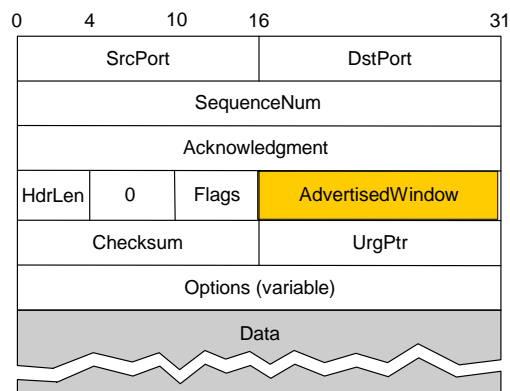 0 4 10 16 31
SrcPort DstPort
SequenceNum
Acknowledgment
HdrLen 0 Flags AdvertisedWindow
Checksum UrgPtr
Options (variable)
Data